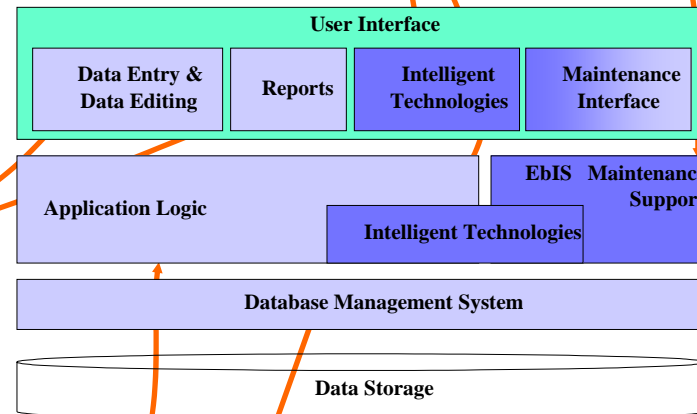 User Interface
Data Entry &
Data Editing
Reports
Intelligent
Technologies
Maintenance
Interface
Application Logic
EbIS Maintenanc
Suppor
Intelligent Technologies
Database Management System
Data Storage